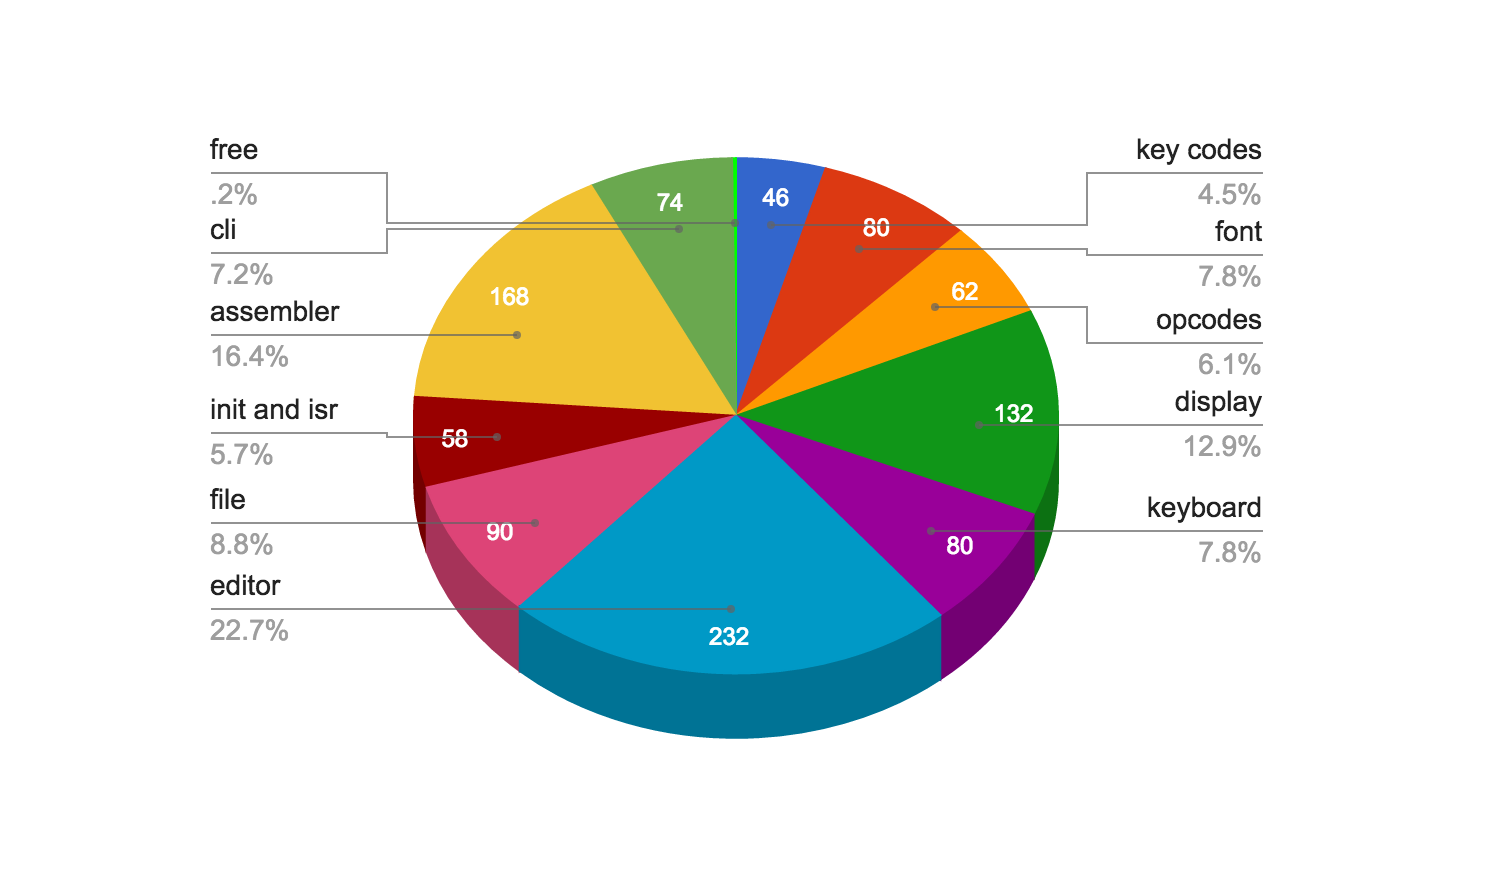 free
.2%
cli
7.2%
assembler
16.4%
init and isr
5.7%
file
8.8%
editor
22.7%
74
46
80
62
168
132
58
90
80
232
key codes
4.5%
font
7.8%
opcodes
6.1%
display
12.9%
keyboard
7.8%